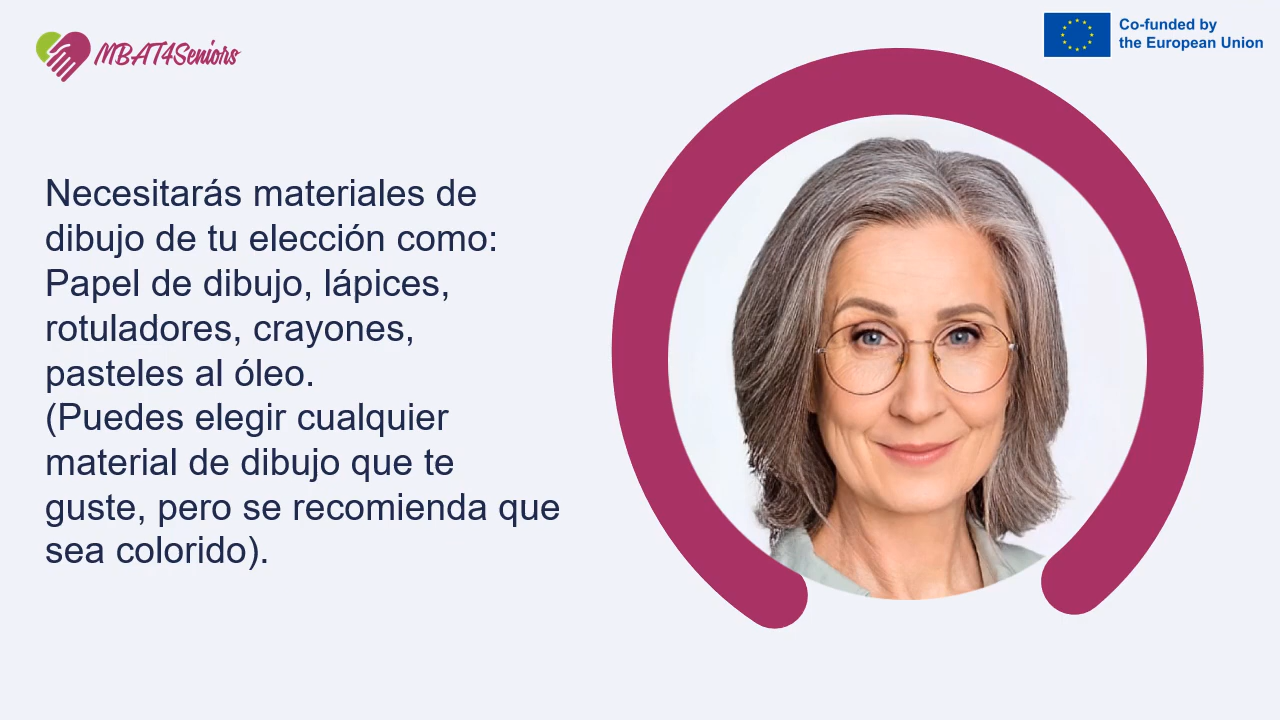 MBAT4Seniors
Co-funded by
the European Union
Necesitarás materiales de
dibujo de tu elección como:
Papel de dibujo, lápices,
rotuladores, crayones,
pasteles al óleo.
(Puedes elegir cualquier
material de dibujo que te
guste, pero se recomienda que
sea colorido).